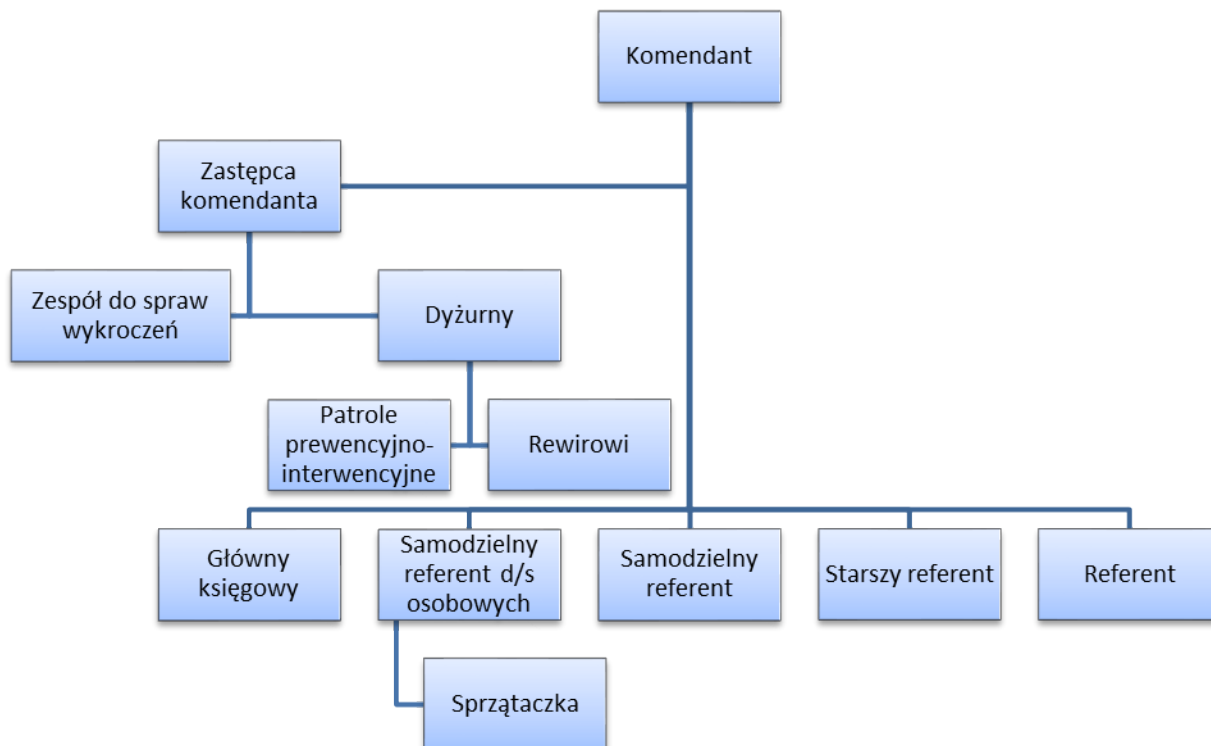 Komendant
Zastępca
komendanta
Zespół do spraw
wykroczeń
Dyżurny
Patrole
prewencyjno-
interwencyjne
Rewirowi
Główny
księgowy
Samodzielny
referent d/s
osobowych
Samodzielny
referent
Starszy referent
Referent
Sprzątaczka